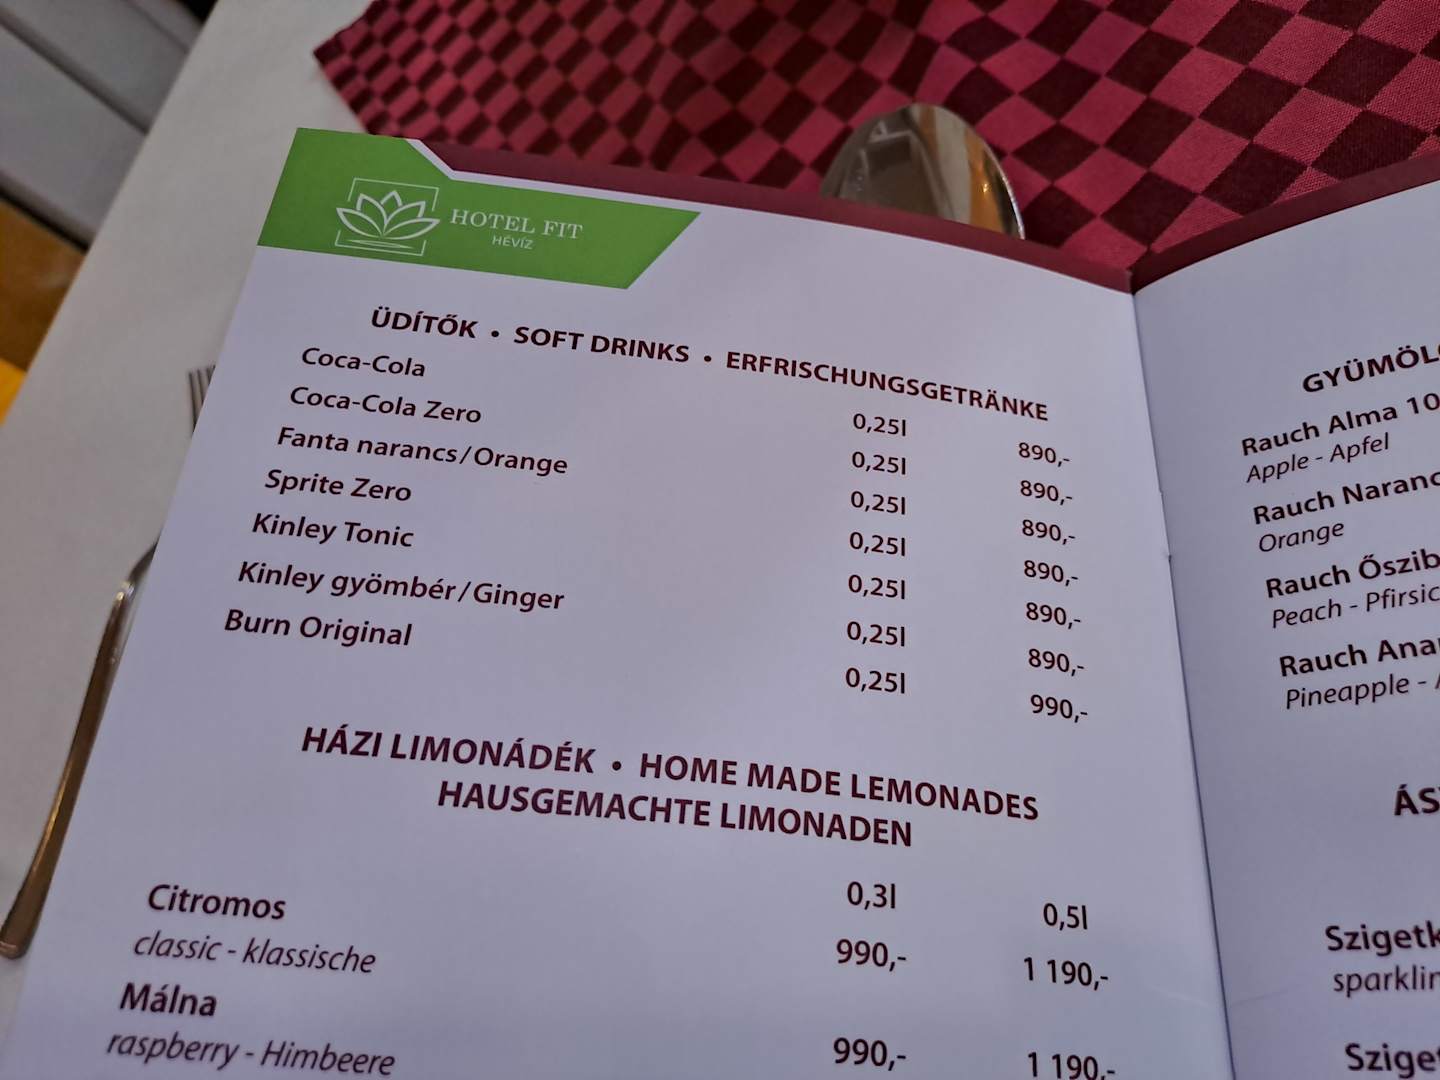 HOTEL FIT
HÉVÍZ
ÜDÍTŐK • SOFT DRINKS • ERFRISCHUNGSGETRÄNKE
Coca-Cola 0,25l 890,-
Coca-Cola Zero 0,25l 890,-
Fanta narancs/Orange 0,25l 890,-
Sprite Zero 0,25l 890,-
Kinley Tonic 0,25l 890,-
Kinley gyömbér/Ginger 0,25l 890,-
Burn Original 0,25l 990,-
HÁZI LIMONÁDÉK • HOME MADE LEMONADES
HAUSGEMACHTE LIMONADEN
0,3l 0,5l
Citromos 990,- 1 190,-
classic - klassische
Málna 990,- 1 190,-
raspberry - Himbeere
Rauch Alma
Apple - Apfel
Rauch
Orange
Rauch
Peach -
Rauch
Pineapple -